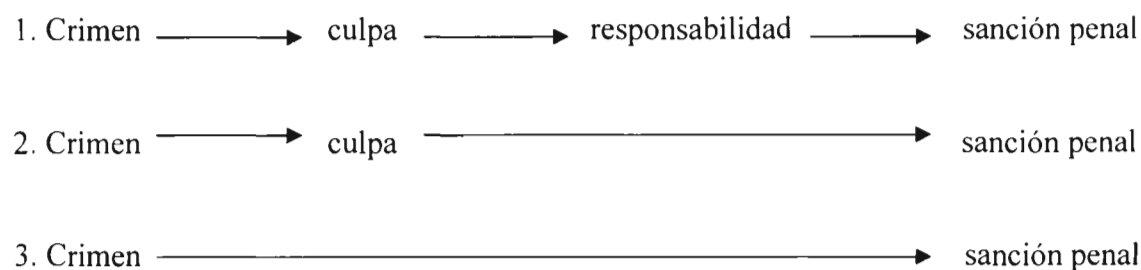 1. Crimen culpa responsabilidad sanción penal
2. Crimen culpa sanción penal
3. Crimen sanción penal